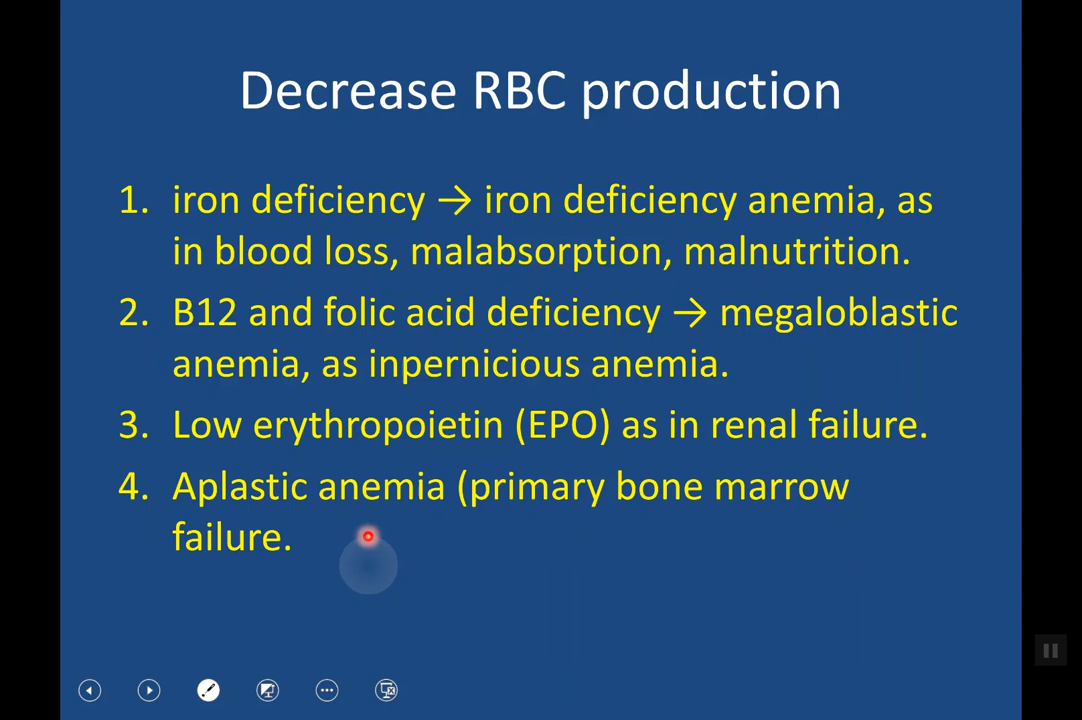 Decrease RBC production
1. iron deficiency → iron deficiency anemia, as
in blood loss, malabsorption, malnutrition.
2. B12 and folic acid deficiency → megaloblastic
anemia, as inpernicious anemia.
3. Low erythropoietin (EPO) as in renal failure.
4. Aplastic anemia (primary bone marrow
failure.